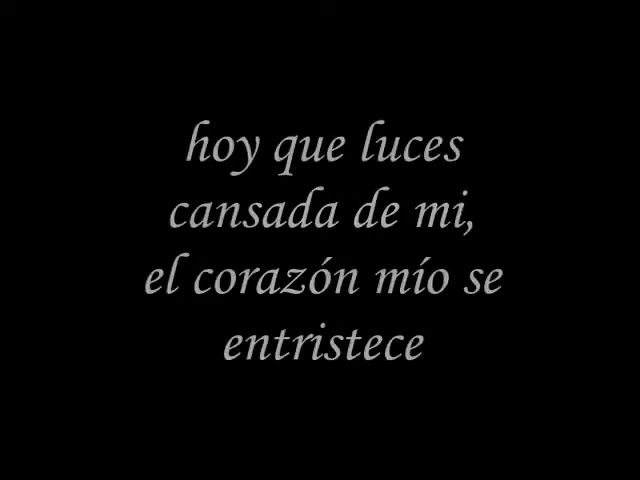 hoy que luces
cansada de mi,
el corazón mío se
entristece